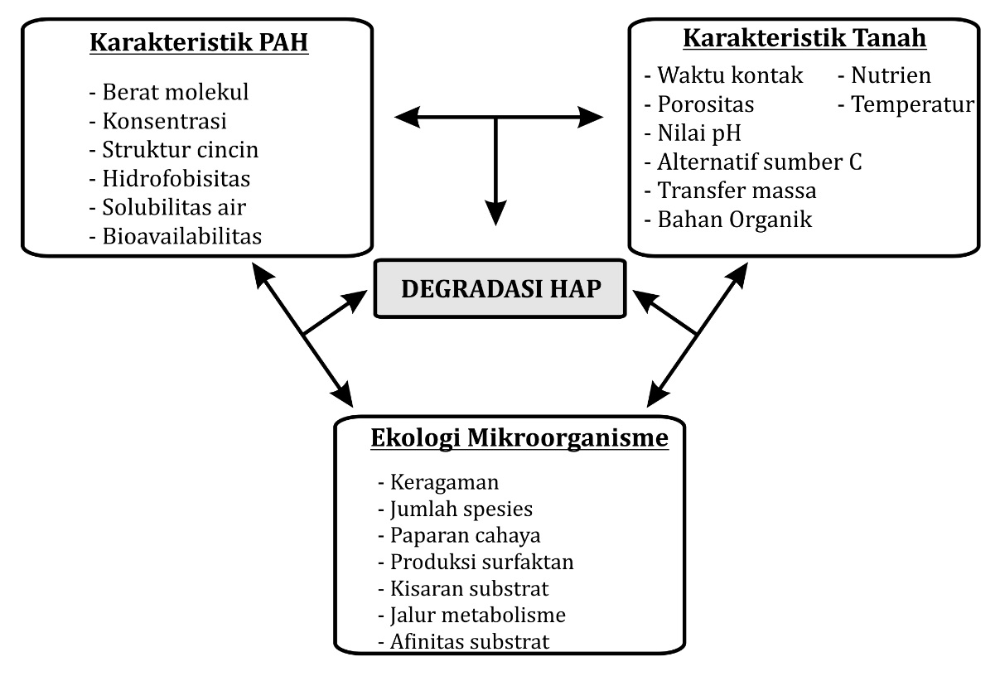 Karakteristik PAH
- Berat molekul
- Konsentrasi
- Struktur cincin
- Hidrofobisitas
- Solubilitas air
- Bioavailabilitas
Karakteristik Tanah
- Waktu kontak
- Porositas
- Nilai pH
- Alternatif sumber C
- Transfer massa
- Bahan Organik
- Nutrien
- Temperatur
DEGRADASI HAP
Ekologi Mikroorganisme
- Keragaman
- Jumlah spesies
- Paparan cahaya
- Produksi surfaktan
- Kisaran substrat
- Jalur metabolisme
- Afinitas substrat